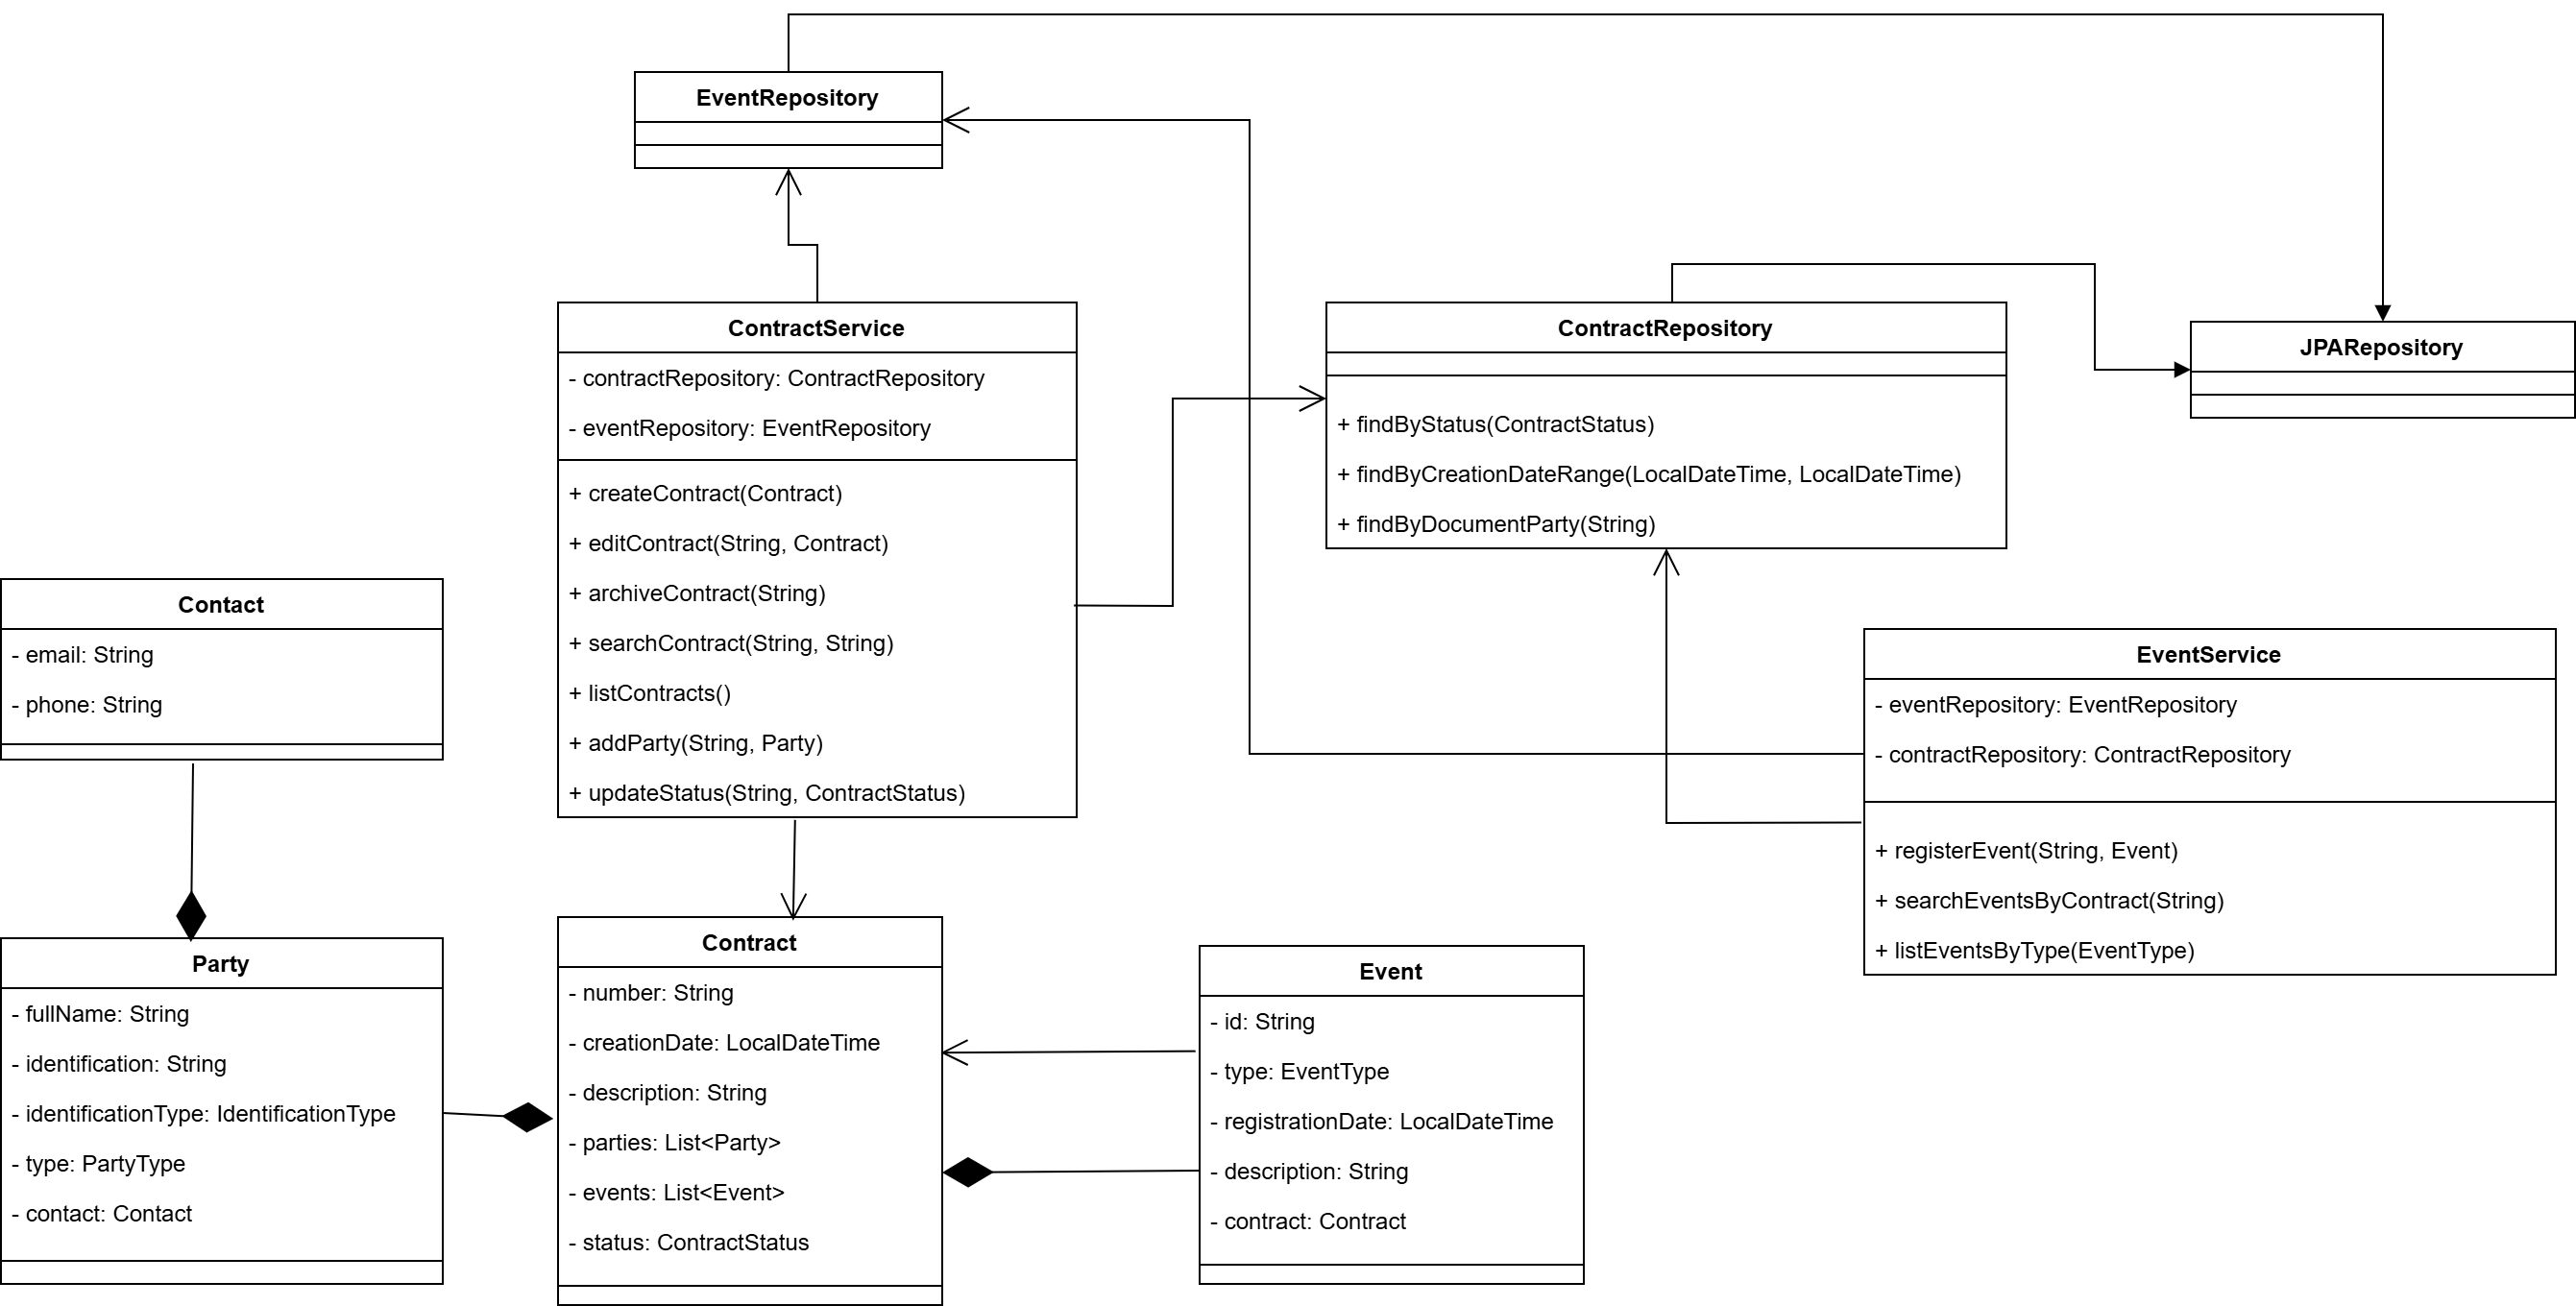 EventRepository
ContractService
- contractRepository: ContractRepository
- eventRepository: EventRepository
+ createContract(Contract)
+ editContract(String, Contract)
+ archiveContract(String)
+ searchContract(String, String)
+ listContracts()
+ addParty(String, Party)
+ updateStatus(String, ContractStatus)
ContractRepository
+ findByStatus(ContractStatus)
+ findByCreationDateRange(LocalDateTime, LocalDateTime)
+ findByDocumentParty(String)
JPARepository
Contact
- email: String
- phone: String
EventService
- eventRepository: EventRepository
- contractRepository: ContractRepository
+ registerEvent(String, Event)
+ searchEventsByContract(String)
+ listEventsByType(EventType)
Party
- fullName: String
- identification: String
- identificationType: IdentificationType
- type: PartyType
- contact: Contact
Contract
- number: String
- creationDate: LocalDateTime
- description: String
- parties: List<Party>
- events: List<Event>
- status: ContractStatus
Event
- id: String
- type: EventType
- registrationDate: LocalDateTime
- description: String
- contract: Contract